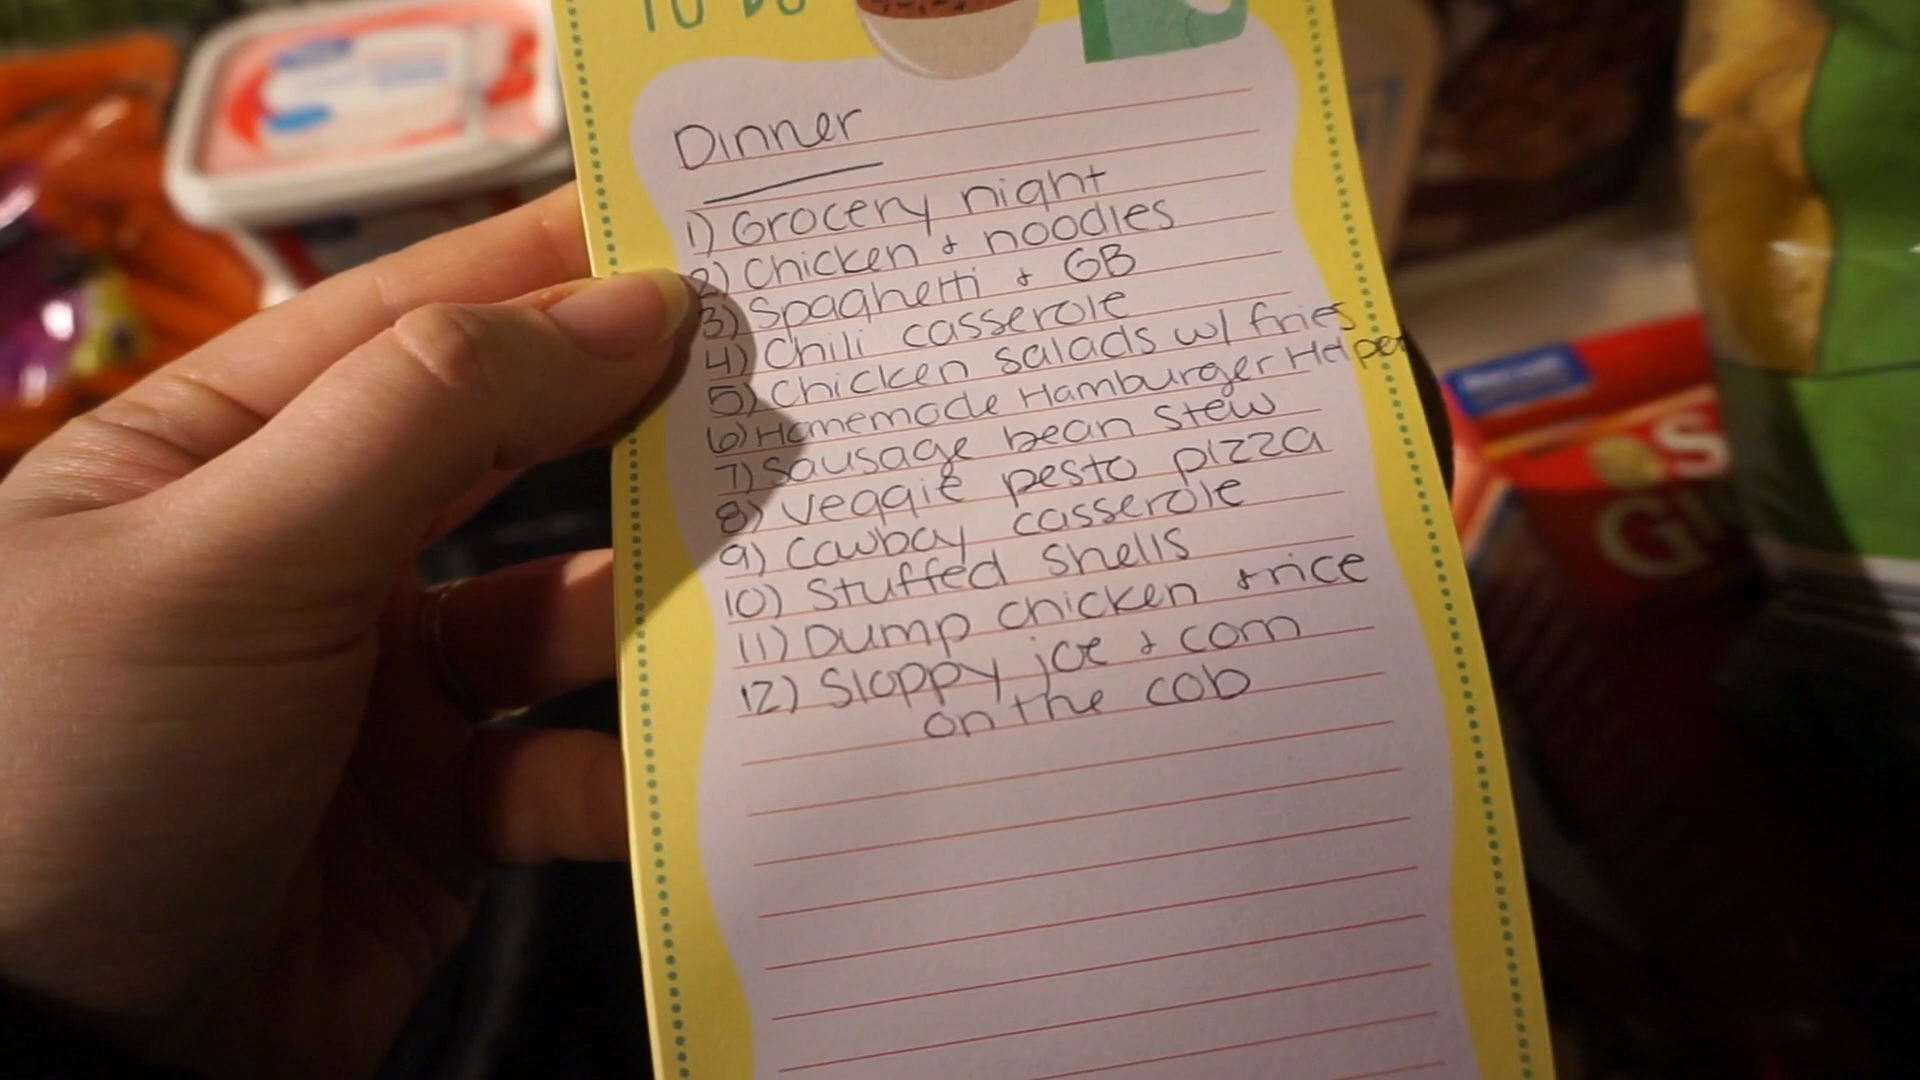 TO DO
Dinner
1) Grocery night
2) Chicken + noodles
3) Spaghetti + GB
4) Chili casserole
5) Chicken salads w/ fries
6) Homemade Hamburger Helper
7) Sausage bean stew
8) Veggie pesto pizza
9) Cowboy casserole
10) Stuffed shells
11) Dump chicken + rice
12) Sloppy joe + corn
on the cob